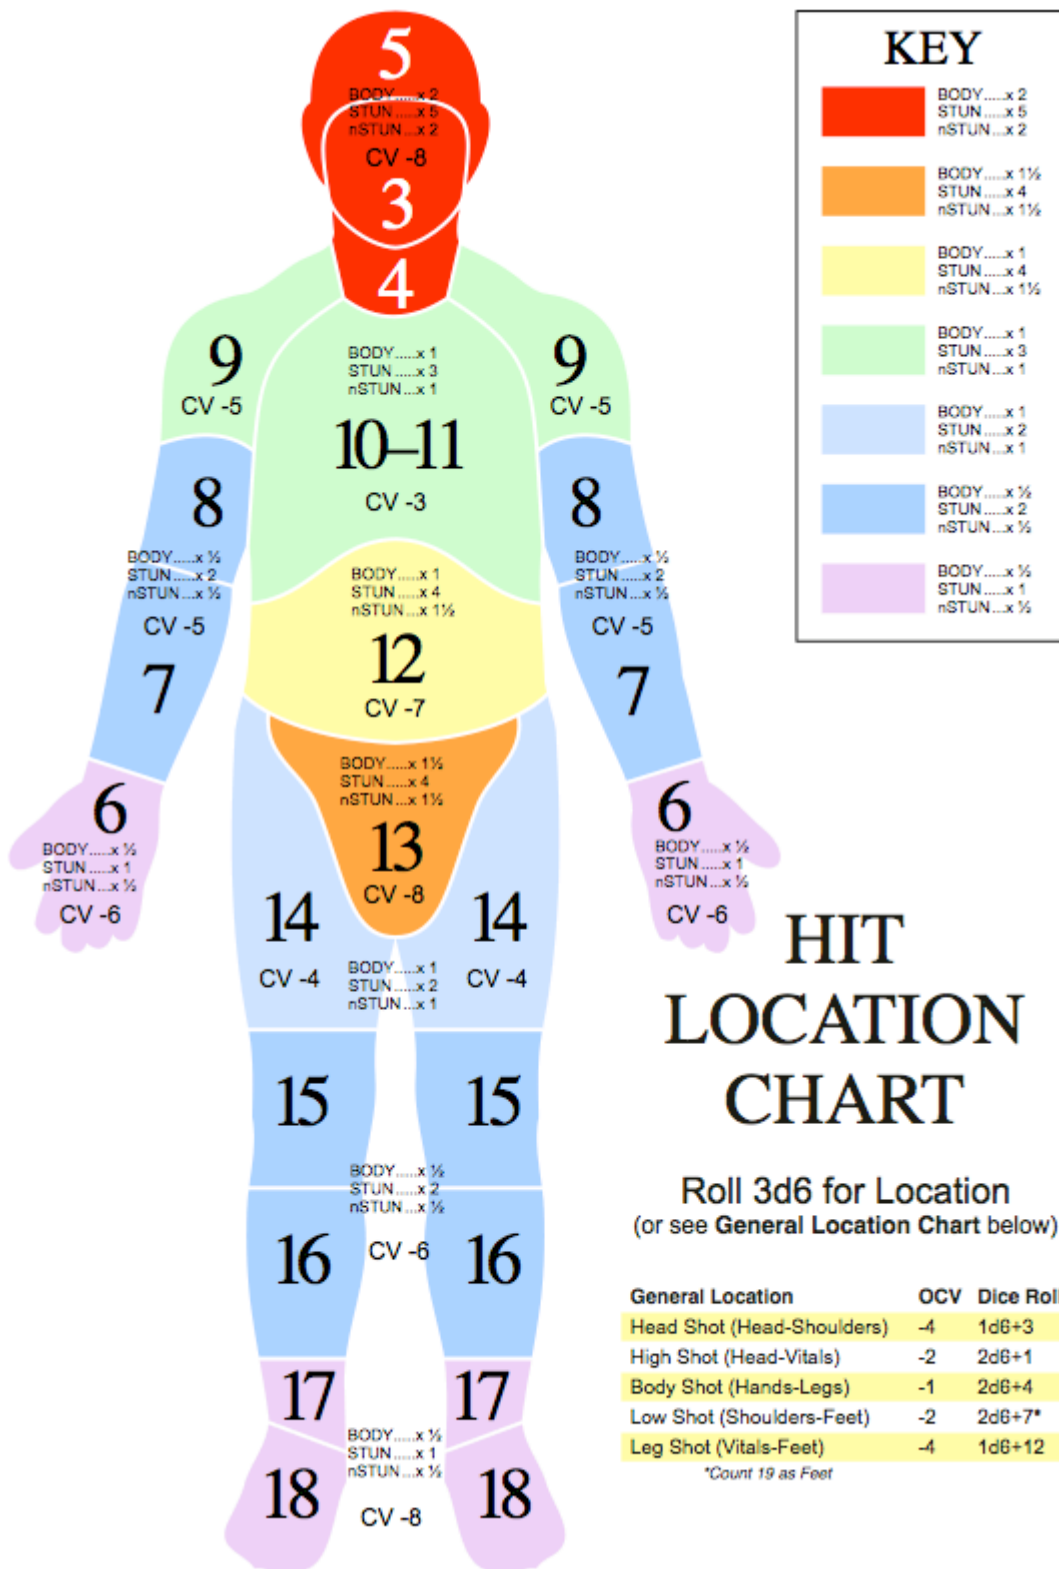 5
BODY.....x 2
STUN.....x 5
nSTUN...x 2
CV -8
3
4
9
CV -5
BODY.....x 1
STUN.....x 3
nSTUN...x 1
10–11
CV -3
9
CV -5
8
BODY.....x ½
STUN.....x 2
nSTUN...x ½
CV -5
7
8
BODY.....x ½
STUN.....x 2
nSTUN...x ½
CV -5
7
BODY.....x 1
STUN.....x 4
nSTUN...x 1½
12
CV -7
BODY.....x 1½
STUN.....x 4
nSTUN...x 1½
13
CV -8
6
BODY.....x ½
STUN.....x 1
nSTUN...x ½
CV -6
6
BODY.....x ½
STUN.....x 1
nSTUN...x ½
CV -6
14
CV -4
BODY.....x 1
STUN.....x 2
nSTUN...x 1
14
CV -4
15
15
BODY.....x ½
STUN.....x 2
nSTUN...x ½
CV -6
16
16
17
17
BODY.....x ½
STUN.....x 1
nSTUN...x ½
CV -8
18
18
KEY
BODY.....x 2
STUN.....x 5
nSTUN...x 2
BODY.....x 1½
STUN.....x 4
nSTUN...x 1½
BODY.....x 1
STUN.....x 4
nSTUN...x 1½
BODY.....x 1
STUN.....x 3
nSTUN...x 1
BODY.....x 1
STUN.....x 2
nSTUN...x 1
BODY.....x ½
STUN.....x 2
nSTUN...x ½
BODY.....x ½
STUN.....x 1
nSTUN...x ½
HIT
LOCATION
CHART
Roll 3d6 for Location
(or see General Location Chart below)
General Location OCV Dice Roll
Head Shot (Head-Shoulders) -4 1d6+3
High Shot (Head-Vitals) -2 2d6+1
Body Shot (Hands-Legs) -1 2d6+4
Low Shot (Shoulders-Feet) -2 2d6+7*
Leg Shot (Vitals-Feet) -4 1d6+12
*Count 19 as Feet